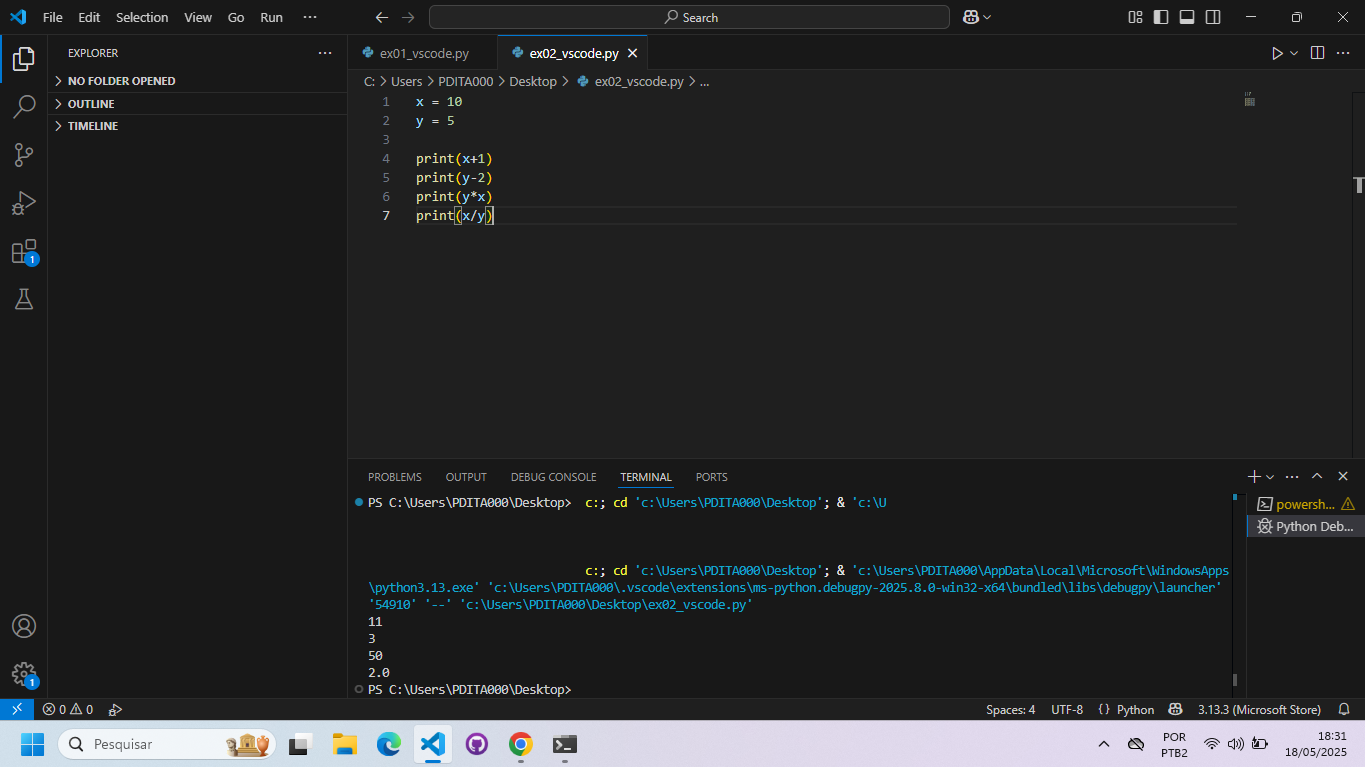 File Edit Selection View Go Run ···
Search
EXPLORER ···
NO FOLDER OPENED
OUTLINE
TIMELINE
ex01_vscode.py
ex02_vscode.py
C: > Users > PDITA000 > Desktop > ex02_vscode.py > ...
1 x = 10
2 y = 5
3
4 print(x+1)
5 print(y-2)
6 print(y*x)
7 print(x/y)
PROBLEMS OUTPUT DEBUG CONSOLE TERMINAL PORTS
PS C:\Users\PDITA000\Desktop> c:; cd 'c:\Users\PDITA000\Desktop'; & 'c:\U
c:; cd 'c:\Users\PDITA000\Desktop'; & 'c:\Users\PDITA000\AppData\Local\Microsoft\WindowsApps
\python3.13.exe' 'c:\Users\PDITA000\.vscode\extensions\ms-python.debugpy-2025.8.0-win32-x64\bundled\libs\debugpy\launcher'
'54910' '--' 'c:\Users\PDITA000\Desktop\ex02_vscode.py'
11
3
50
2.0
PS C:\Users\PDITA000\Desktop>
powersh...
Python Deb...
1
1
0 0
Spaces: 4 UTF-8 {} Python 3.13.3 (Microsoft Store)
Pesquisar
POR
PTB2
18:31
18/05/2025